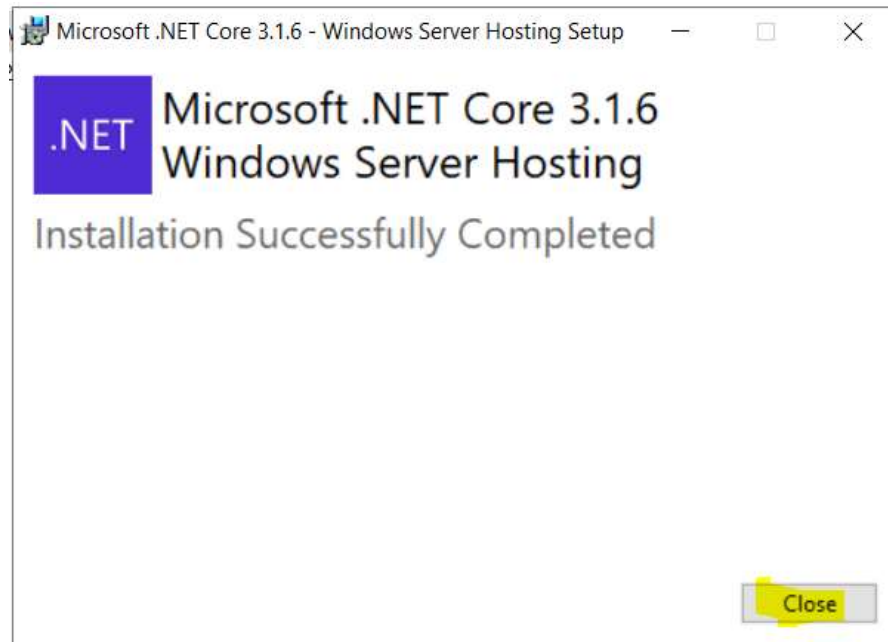 Microsoft .NET Core 3.1.6 - Windows Server Hosting Setup
.NET
Microsoft .NET Core 3.1.6
Windows Server Hosting
Installation Successfully Completed
Close